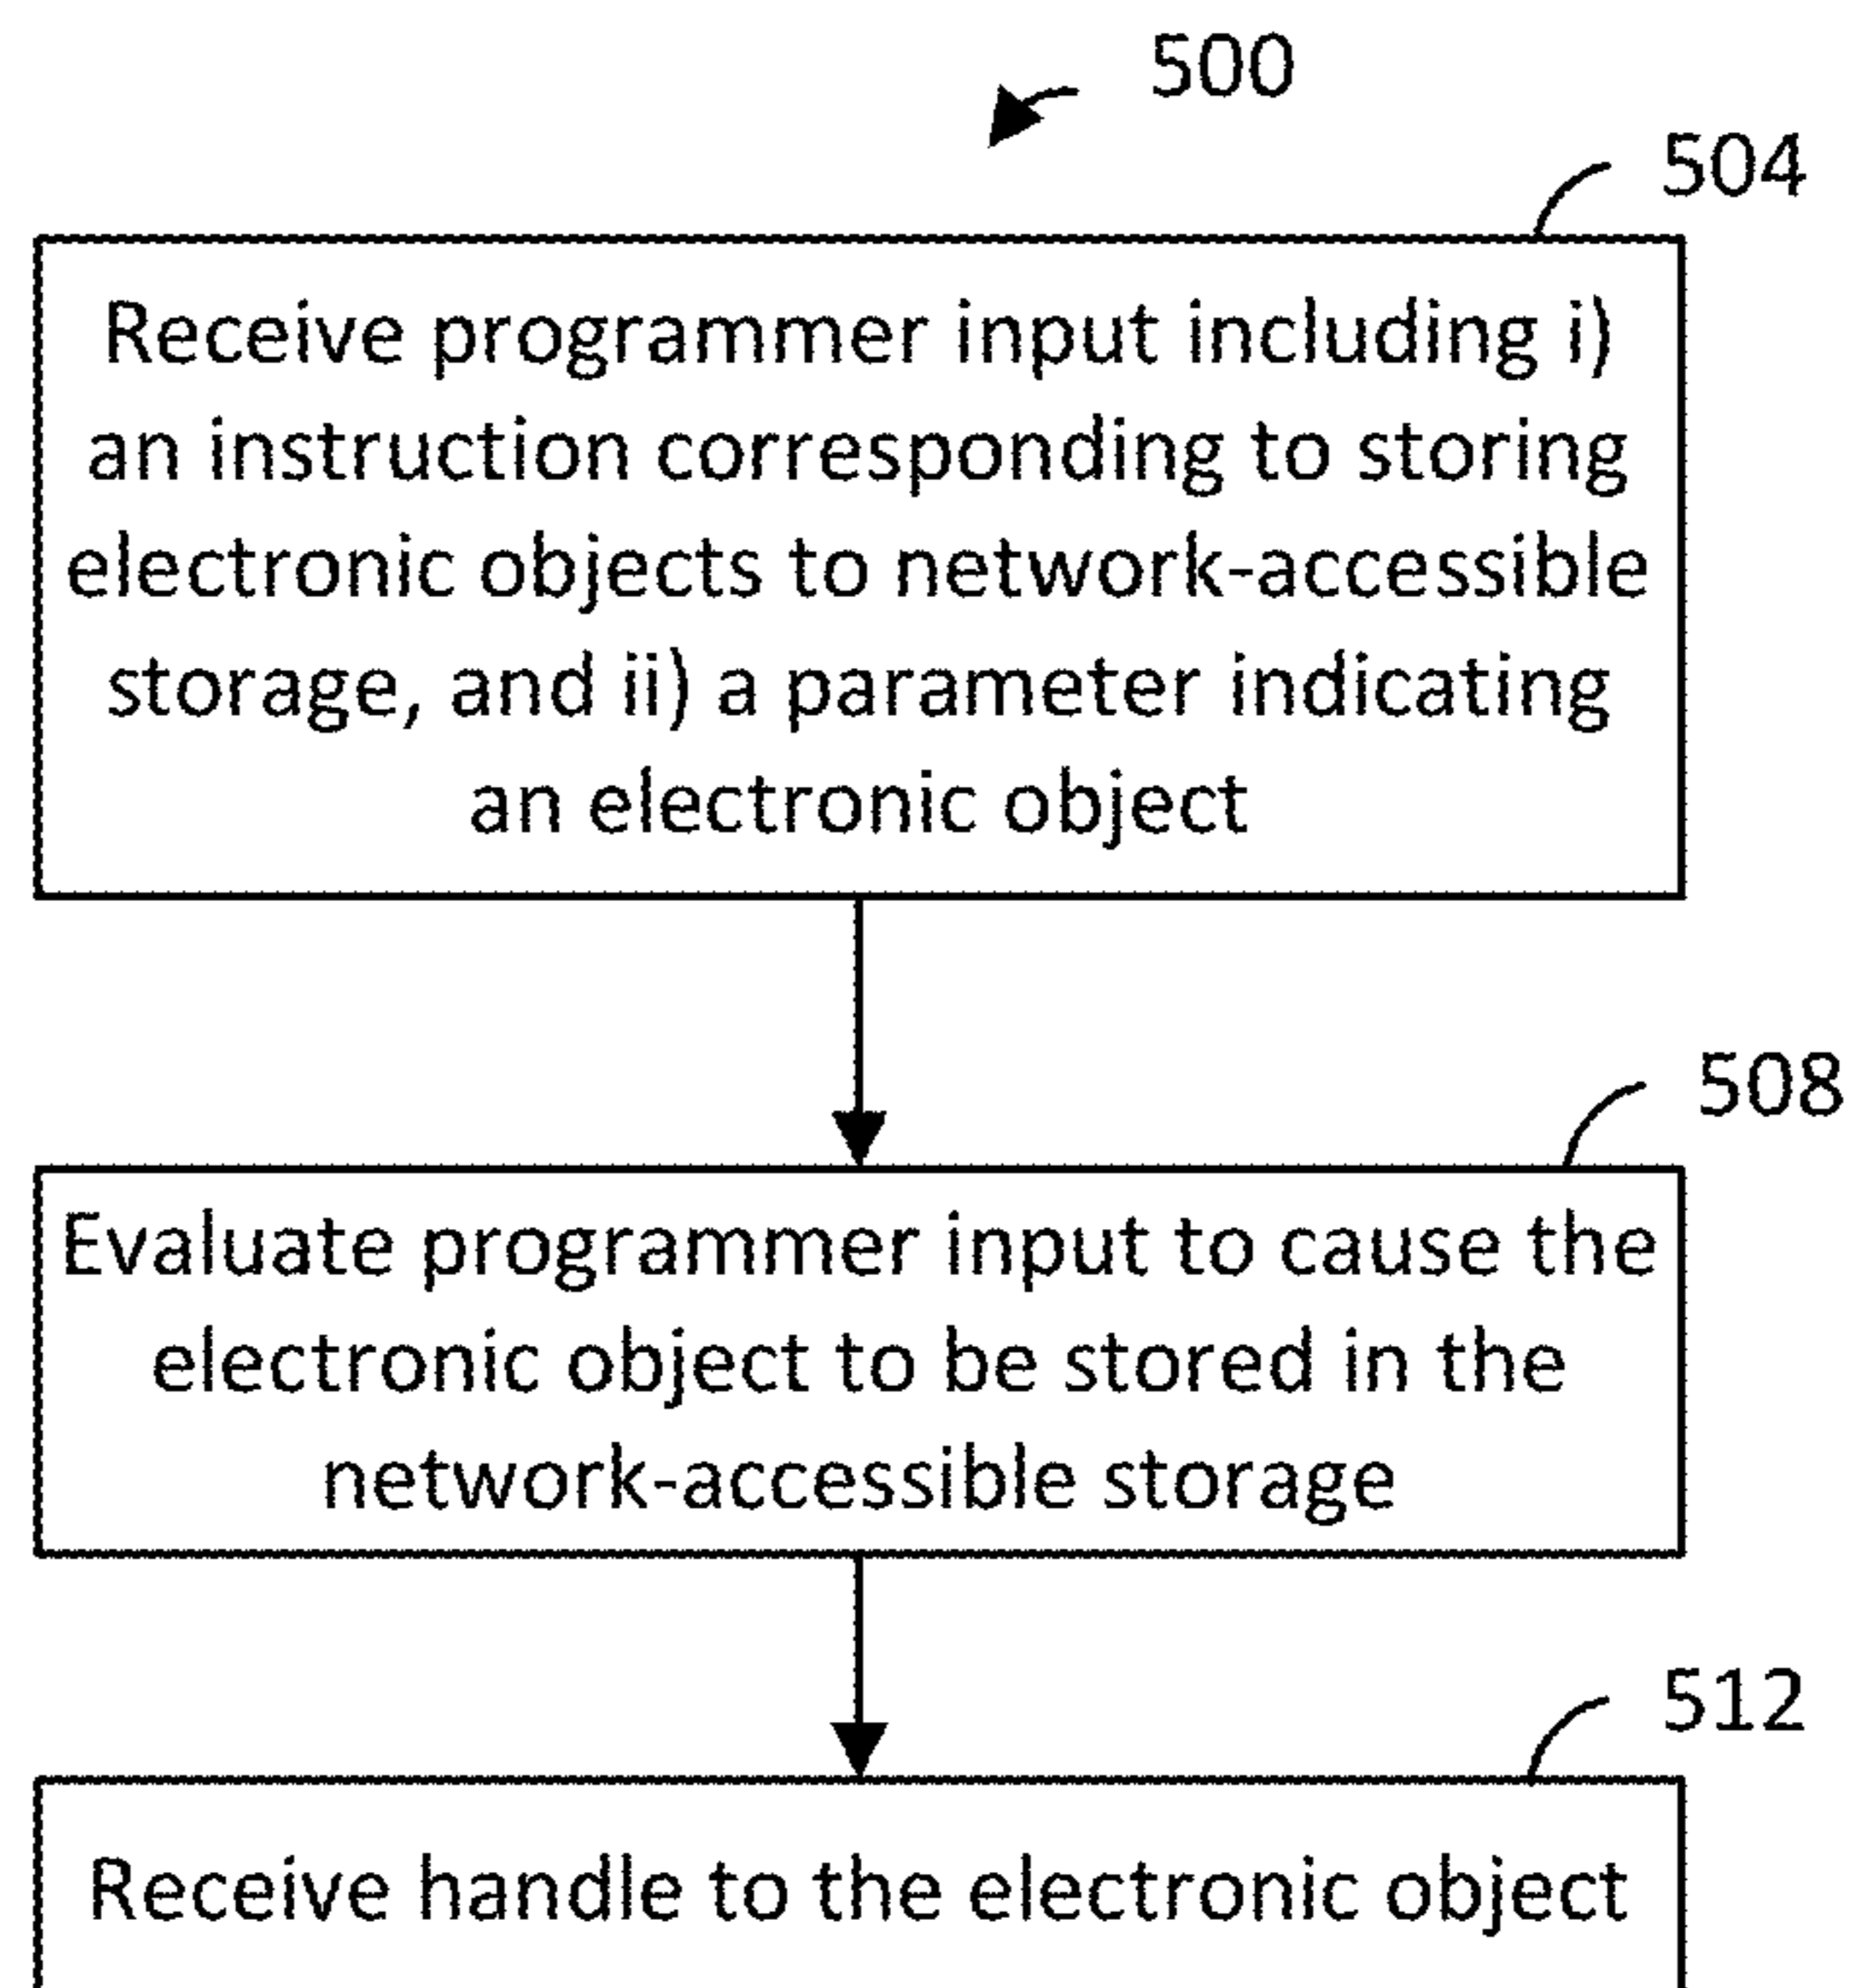 500
504
Receive programmer input including i)
an instruction corresponding to storing
electronic objects to network-accessible
storage, and ii) a parameter indicating
an electronic object
508
Evaluate programmer input to cause the
electronic object to be stored in the
network-accessible storage
512
Receive handle to the electronic object